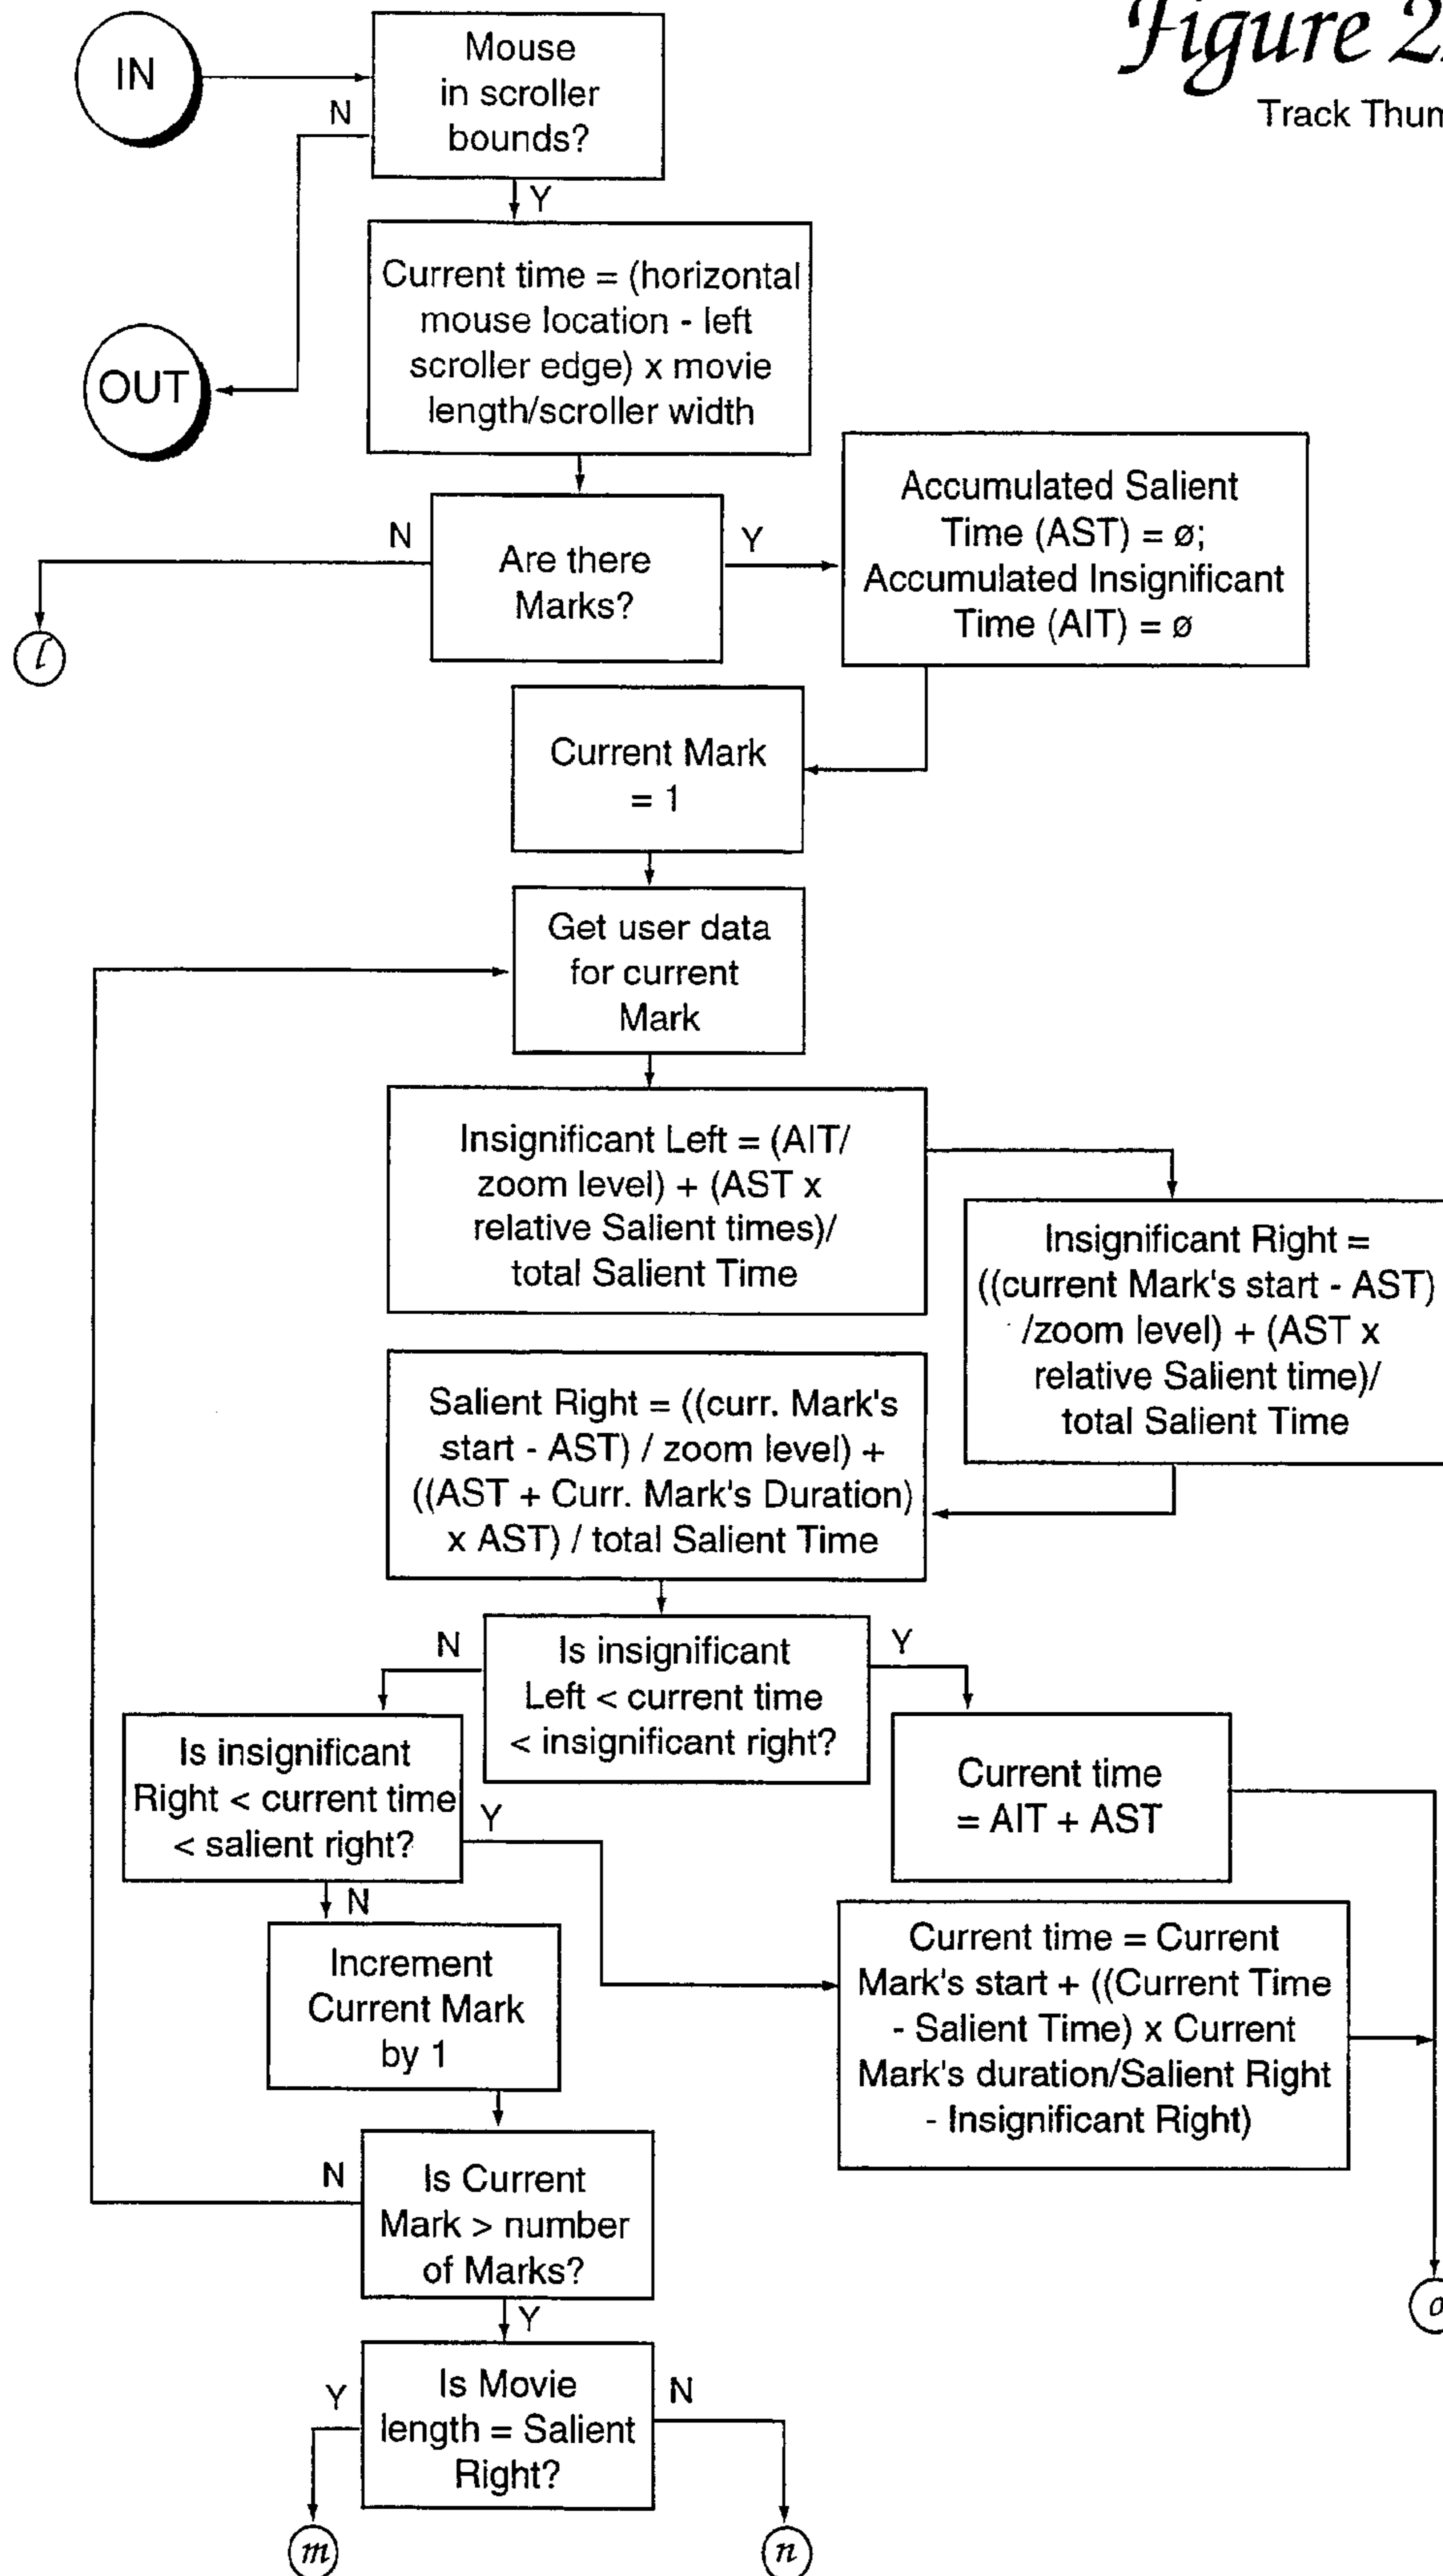 Figure 2
Track Thum
IN
Mouse
in scroller
bounds?
N
Y
OUT
Current time = (horizontal
mouse location - left
scroller edge) x movie
length/scroller width
N
Are there
Marks?
Y
Accumulated Salient
Time (AST) = ø;
Accumulated Insignificant
Time (AIT) = ø
l
Current Mark
= 1
Get user data
for current
Mark
Insignificant Left = (AIT/
zoom level) + (AST x
relative Salient times)/
total Salient Time
Insignificant Right =
((current Mark's start - AST)
/zoom level) + (AST x
relative Salient time)/
total Salient Time
Salient Right = ((curr. Mark's
start - AST) / zoom level) +
((AST + Curr. Mark's Duration)
x AST) / total Salient Time
N
Is insignificant
Left < current time
< insignificant right?
Y
Is insignificant
Right < current time
< salient right?
Y
N
Current time
= AIT + AST
Increment
Current Mark
by 1
Current time = Current
Mark's start + ((Current Time
- Salient Time) x Current
Mark's duration/Salient Right
- Insignificant Right)
N
Is Current
Mark > number
of Marks?
Y
Y
Is Movie
length = Salient
Right?
N
m
n